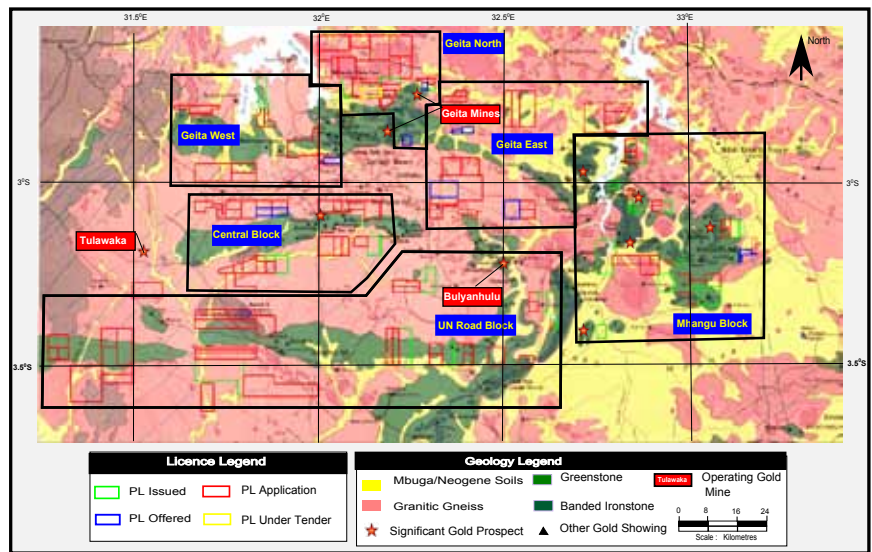 31.5°
32°
32.5°
33°
North
Geita North
Geita Mines
Geita West
Geita East
3°S
3°S
Central Block
Tulawaka
Bulyanhulu
UN Road Block
Mhangu Block
3.5°S
3.5°S
Licence Legend
PL Issued
PL Application
PL Offered
PL Under Tender
Geology Legend
Mbuga/Neogene Soils
Greenstone
Tulawaka
Operating Gold
Mine
Granitic Gneiss
Banded Ironstone
Significant Gold Prospect
Other Gold Showing
0 8 16 24
Scale : Kilometres